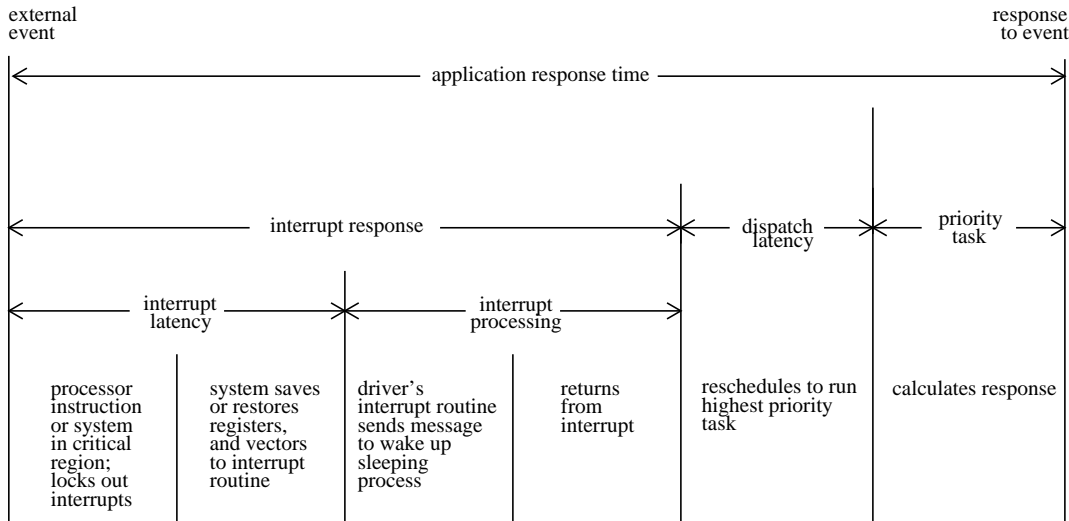 external
event
response
to event
application response time
interrupt response
dispatch
latency
priority
task
interrupt
latency
interrupt
processing
processor
instruction
or system
in critical
region;
locks out
interrupts
system saves
or restores
registers,
and vectors
to interrupt
routine
driver’s
interrupt routine
sends message
to wake up
sleeping
process
returns
from
interrupt
reschedules to run
highest priority
task
calculates response